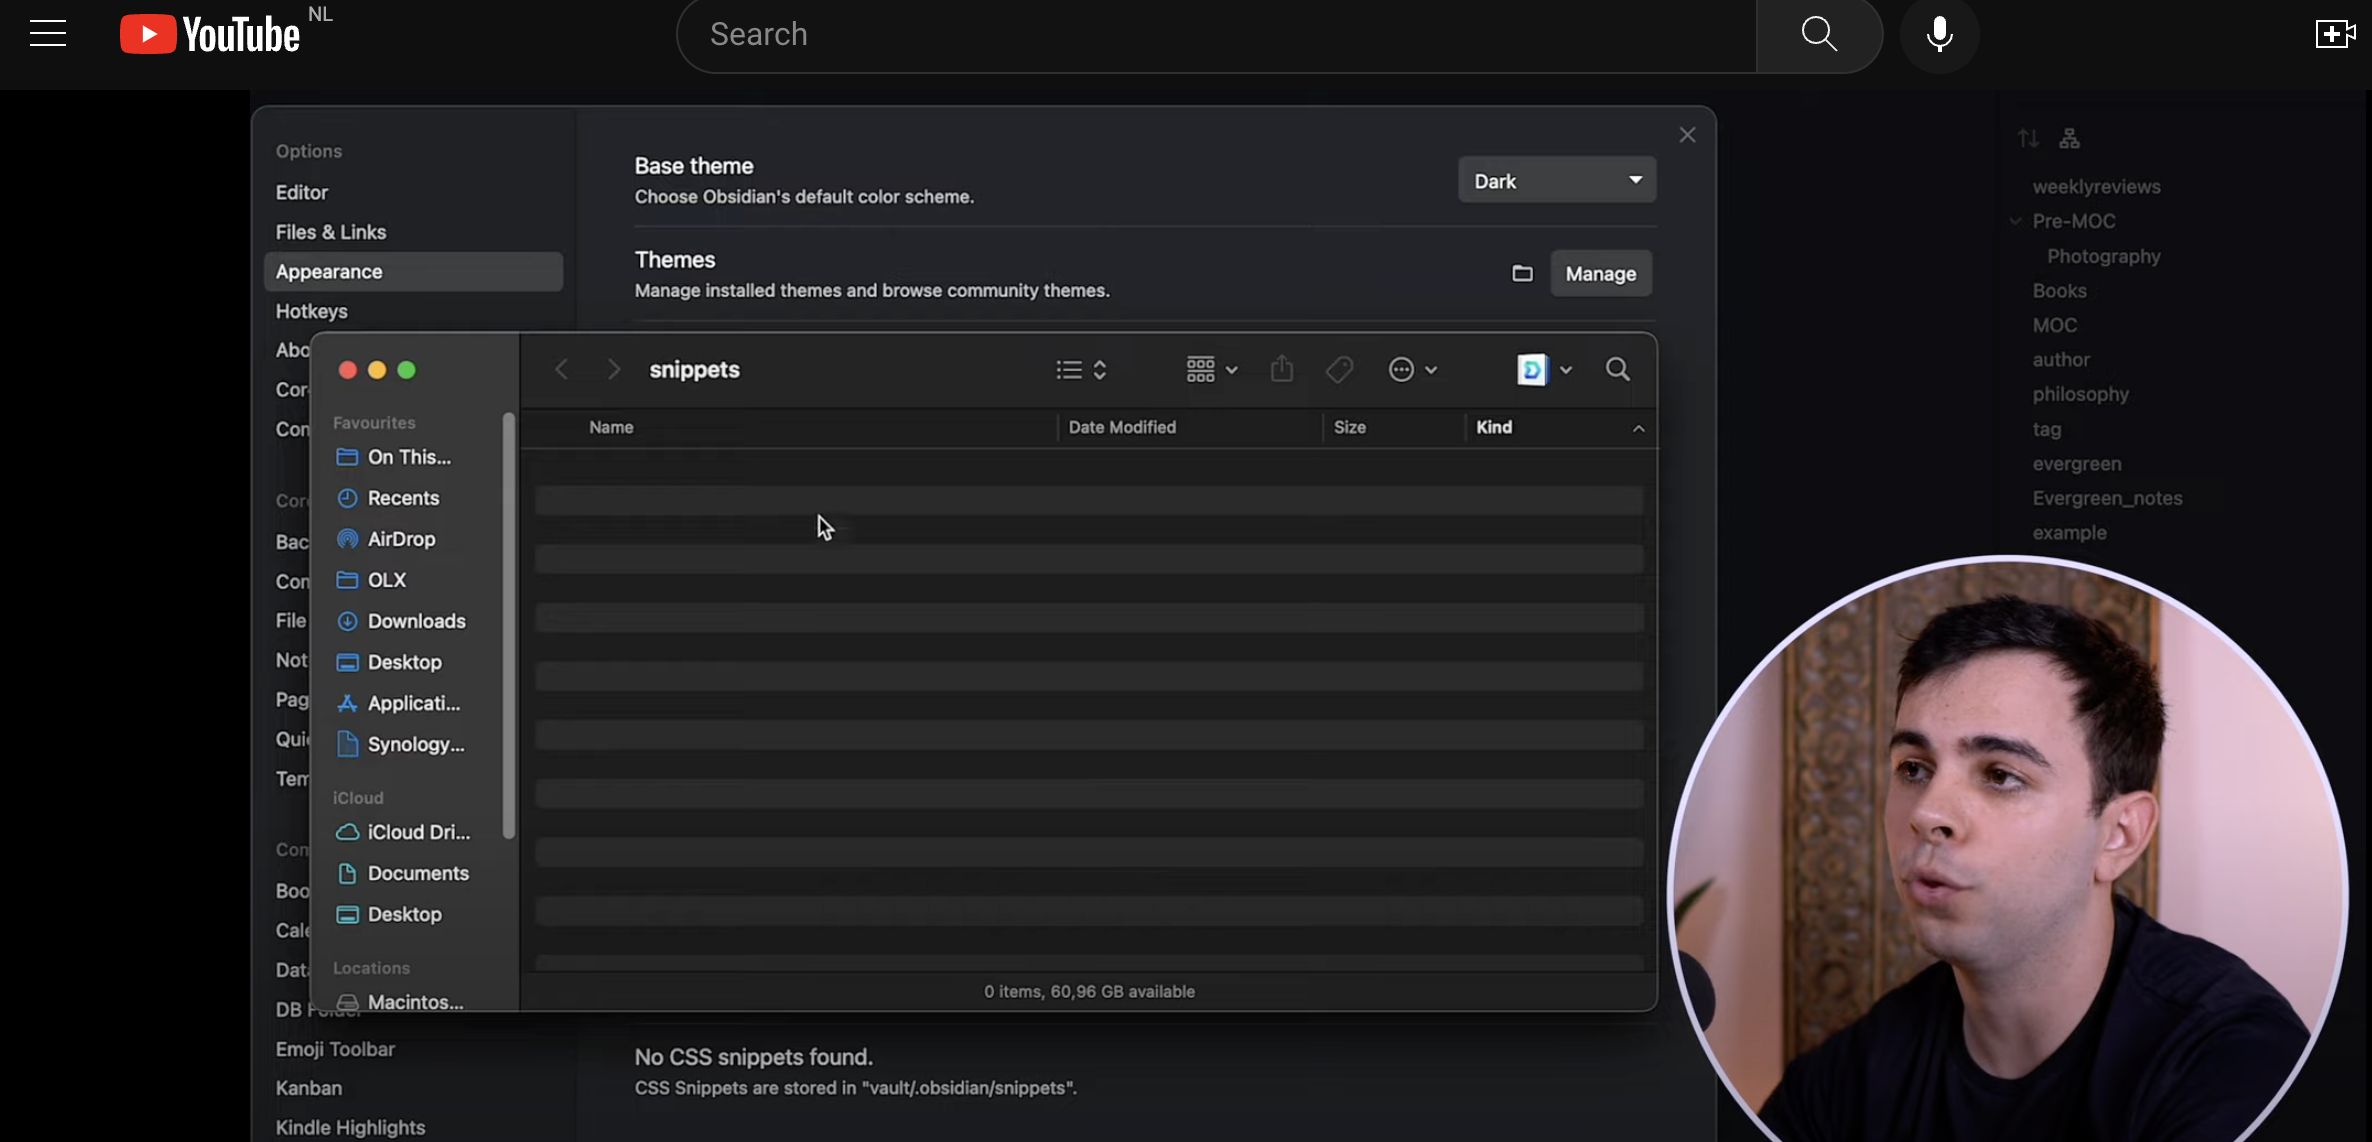 YouTube NL
Search
Options
Editor
Files & Links
Appearance
Hotkeys
Abo
Cor
Con
Cor
Bac
Con
File
Not
Pag
Qui
Tem
Con
Boo
Cale
Dat
DB Folder
Emoji Toolbar
Kanban
Kindle Highlights
Base theme
Choose Obsidian's default color scheme.
Dark
Themes
Manage installed themes and browse community themes.
Manage
snippets
Favourites
On This...
Recents
AirDrop
OLX
Downloads
Desktop
Applicati...
Synology...
iCloud
iCloud Dri...
Documents
Desktop
Locations
Macintos...
Name Date Modified Size Kind
0 items, 60,96 GB available
No CSS snippets found.
CSS Snippets are stored in "vault/.obsidian/snippets".
weeklyreviews
Pre-MOC
Photography
Books
MOC
author
philosophy
tag
evergreen
Evergreen_notes
example